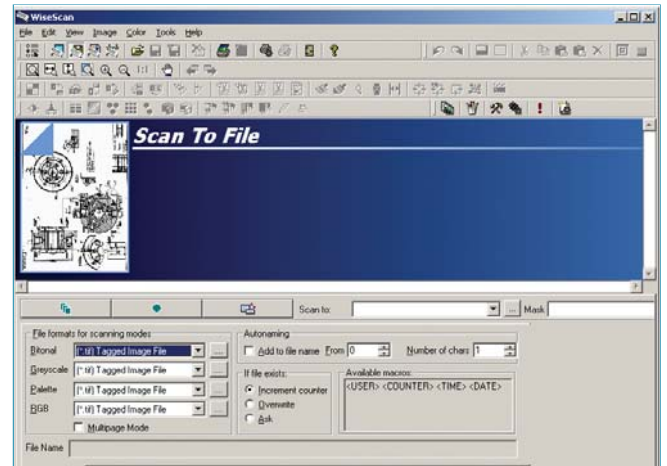 WiseScan
File Edit View Image Color Tools Help
Scan To File
Scan to: ... Mask
File formats for scanning modes
Bitonal (*.tif) Tagged Image File ...
Greyscale (*.tif) Tagged Image File ...
Palette (*.tif) Tagged Image File ...
RGB (*.tif) Tagged Image File ...
Multipage Mode
Autonaming
Add to file name From 0 Number of chars 1
If file exists:
Increment counter
Overwrite
Ask
Available macros:
<USER> <COUNTER> <TIME> <DATE>
File Name